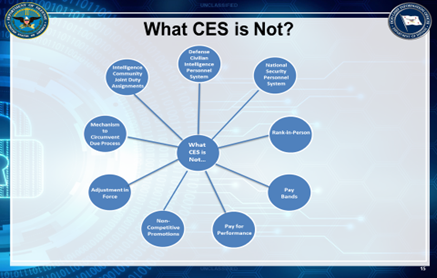 UNCLASSIFIED
What CES is Not?
Defense
Civilian
Intelligence
Personnel
System
Intelligence
Community
Joint Duty
Assignments
National
Security
Personnel
System
Mechanism
to
Circumvent
Due Process
What
CES is
Not...
Rank-in-Person
Adjustment in
Force
Pay
Bands
Non-
Competitive
Promotions
Pay for
Performance
UNCLASSIFIED
15